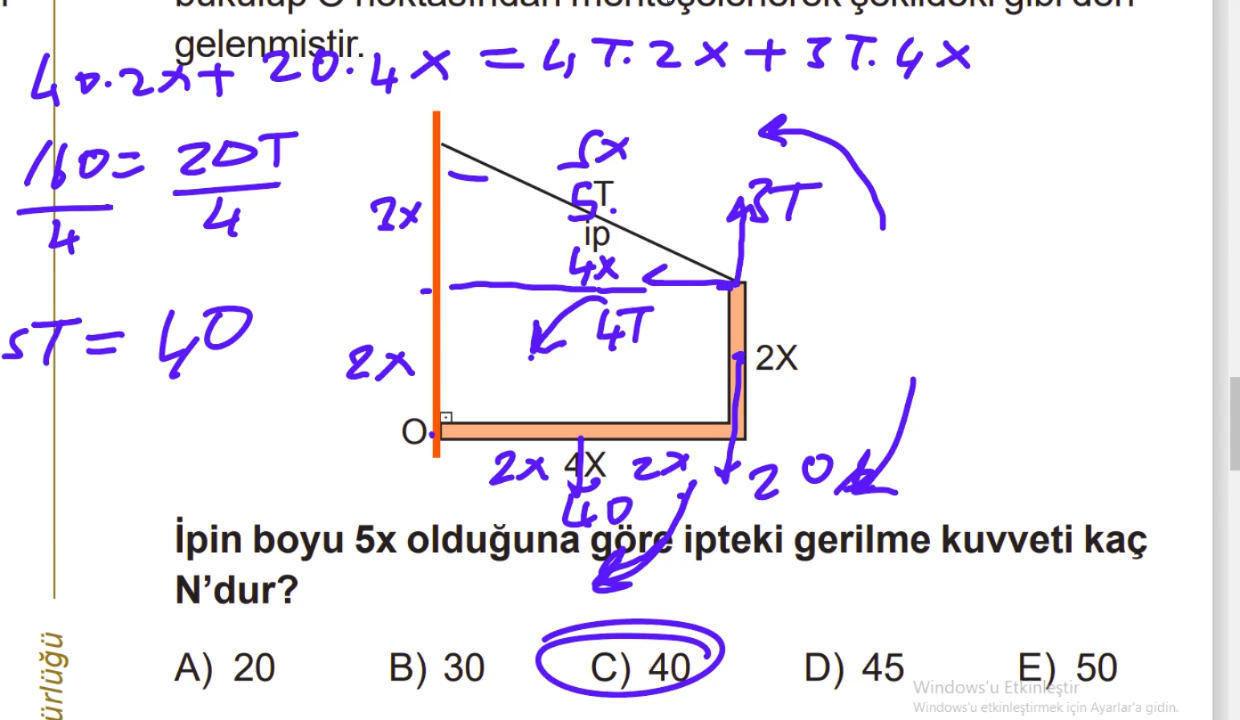 gelenmiştir.
40.2x+ 20.4x = 4T.2x+3T.4x
160 = 20T
4 4
5T = 40
5x
3x
5T
ip
3T
4x
4T
2x
2X
O
2x 4X 2x
20
40
İpin boyu 5x olduğuna göre ipteki gerilme kuvveti kaç
N'dur?
A) 20 B) 30 C) 40 D) 45 E) 50
Windows'u Etkinleştir
Windows'u etkinleştirmek için Ayarlar'a gidin.